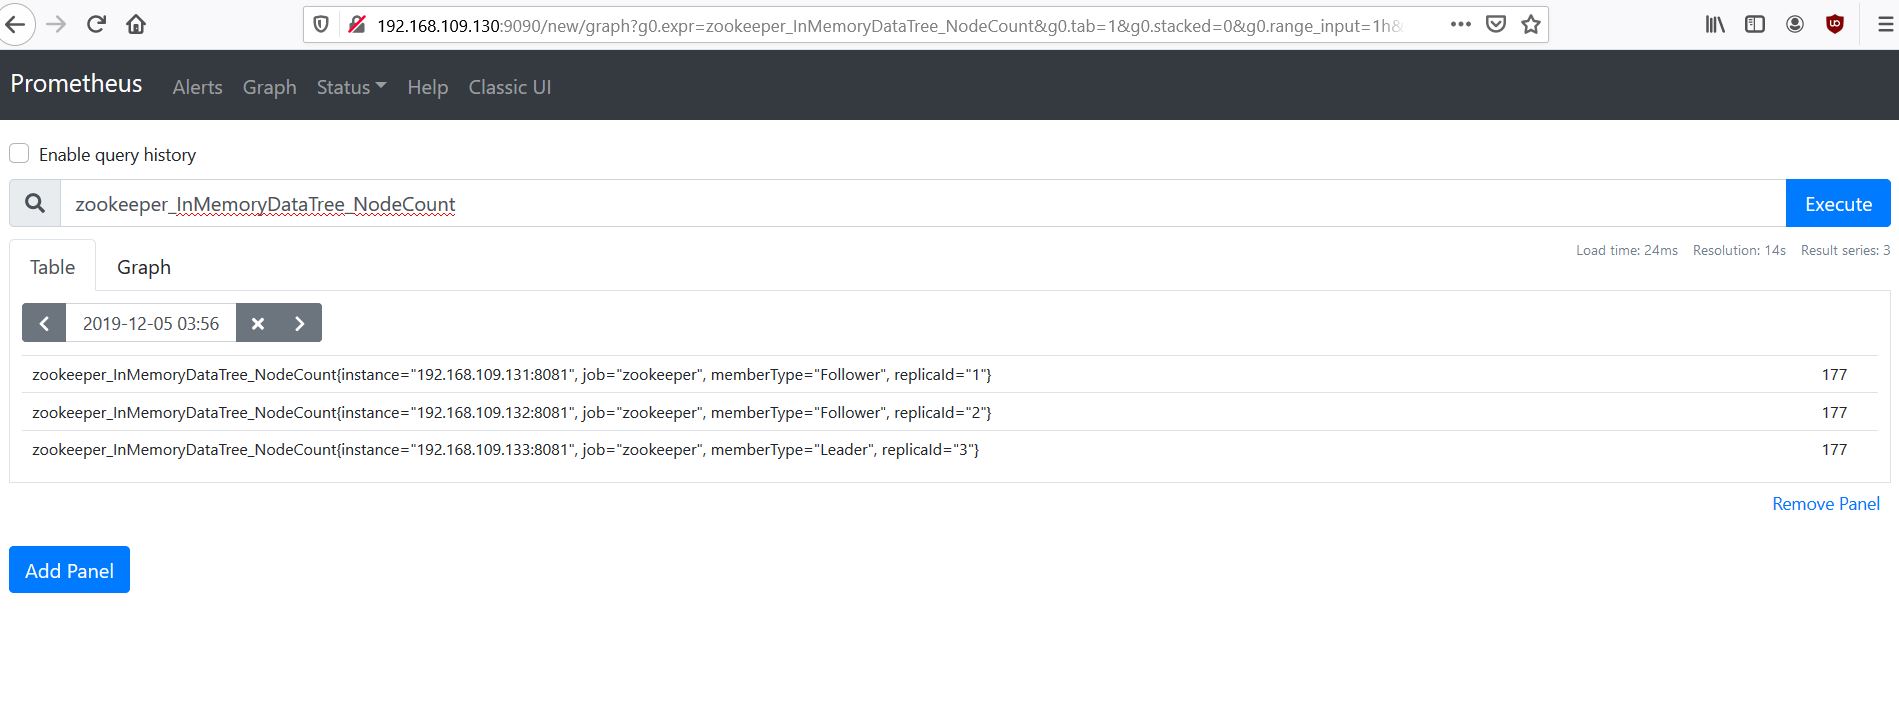 192.168.109.130:9090/new/graph?g0.expr=zookeeper_InMemoryDataTree_NodeCount&g0.tab=1&g0.stacked=0&g0.range_input=1h&
Prometheus Alerts Graph Status Help Classic UI
Enable query history
zookeeper_InMemoryDataTree_NodeCount Execute
Load time: 24ms Resolution: 14s Result series: 3
Table Graph
2019-12-05 03:56
zookeeper_InMemoryDataTree_NodeCount{instance="192.168.109.131:8081", job="zookeeper", memberType="Follower", replicaId="1"} 177
zookeeper_InMemoryDataTree_NodeCount{instance="192.168.109.132:8081", job="zookeeper", memberType="Follower", replicaId="2"} 177
zookeeper_InMemoryDataTree_NodeCount{instance="192.168.109.133:8081", job="zookeeper", memberType="Leader", replicaId="3"} 177
Remove Panel
Add Panel